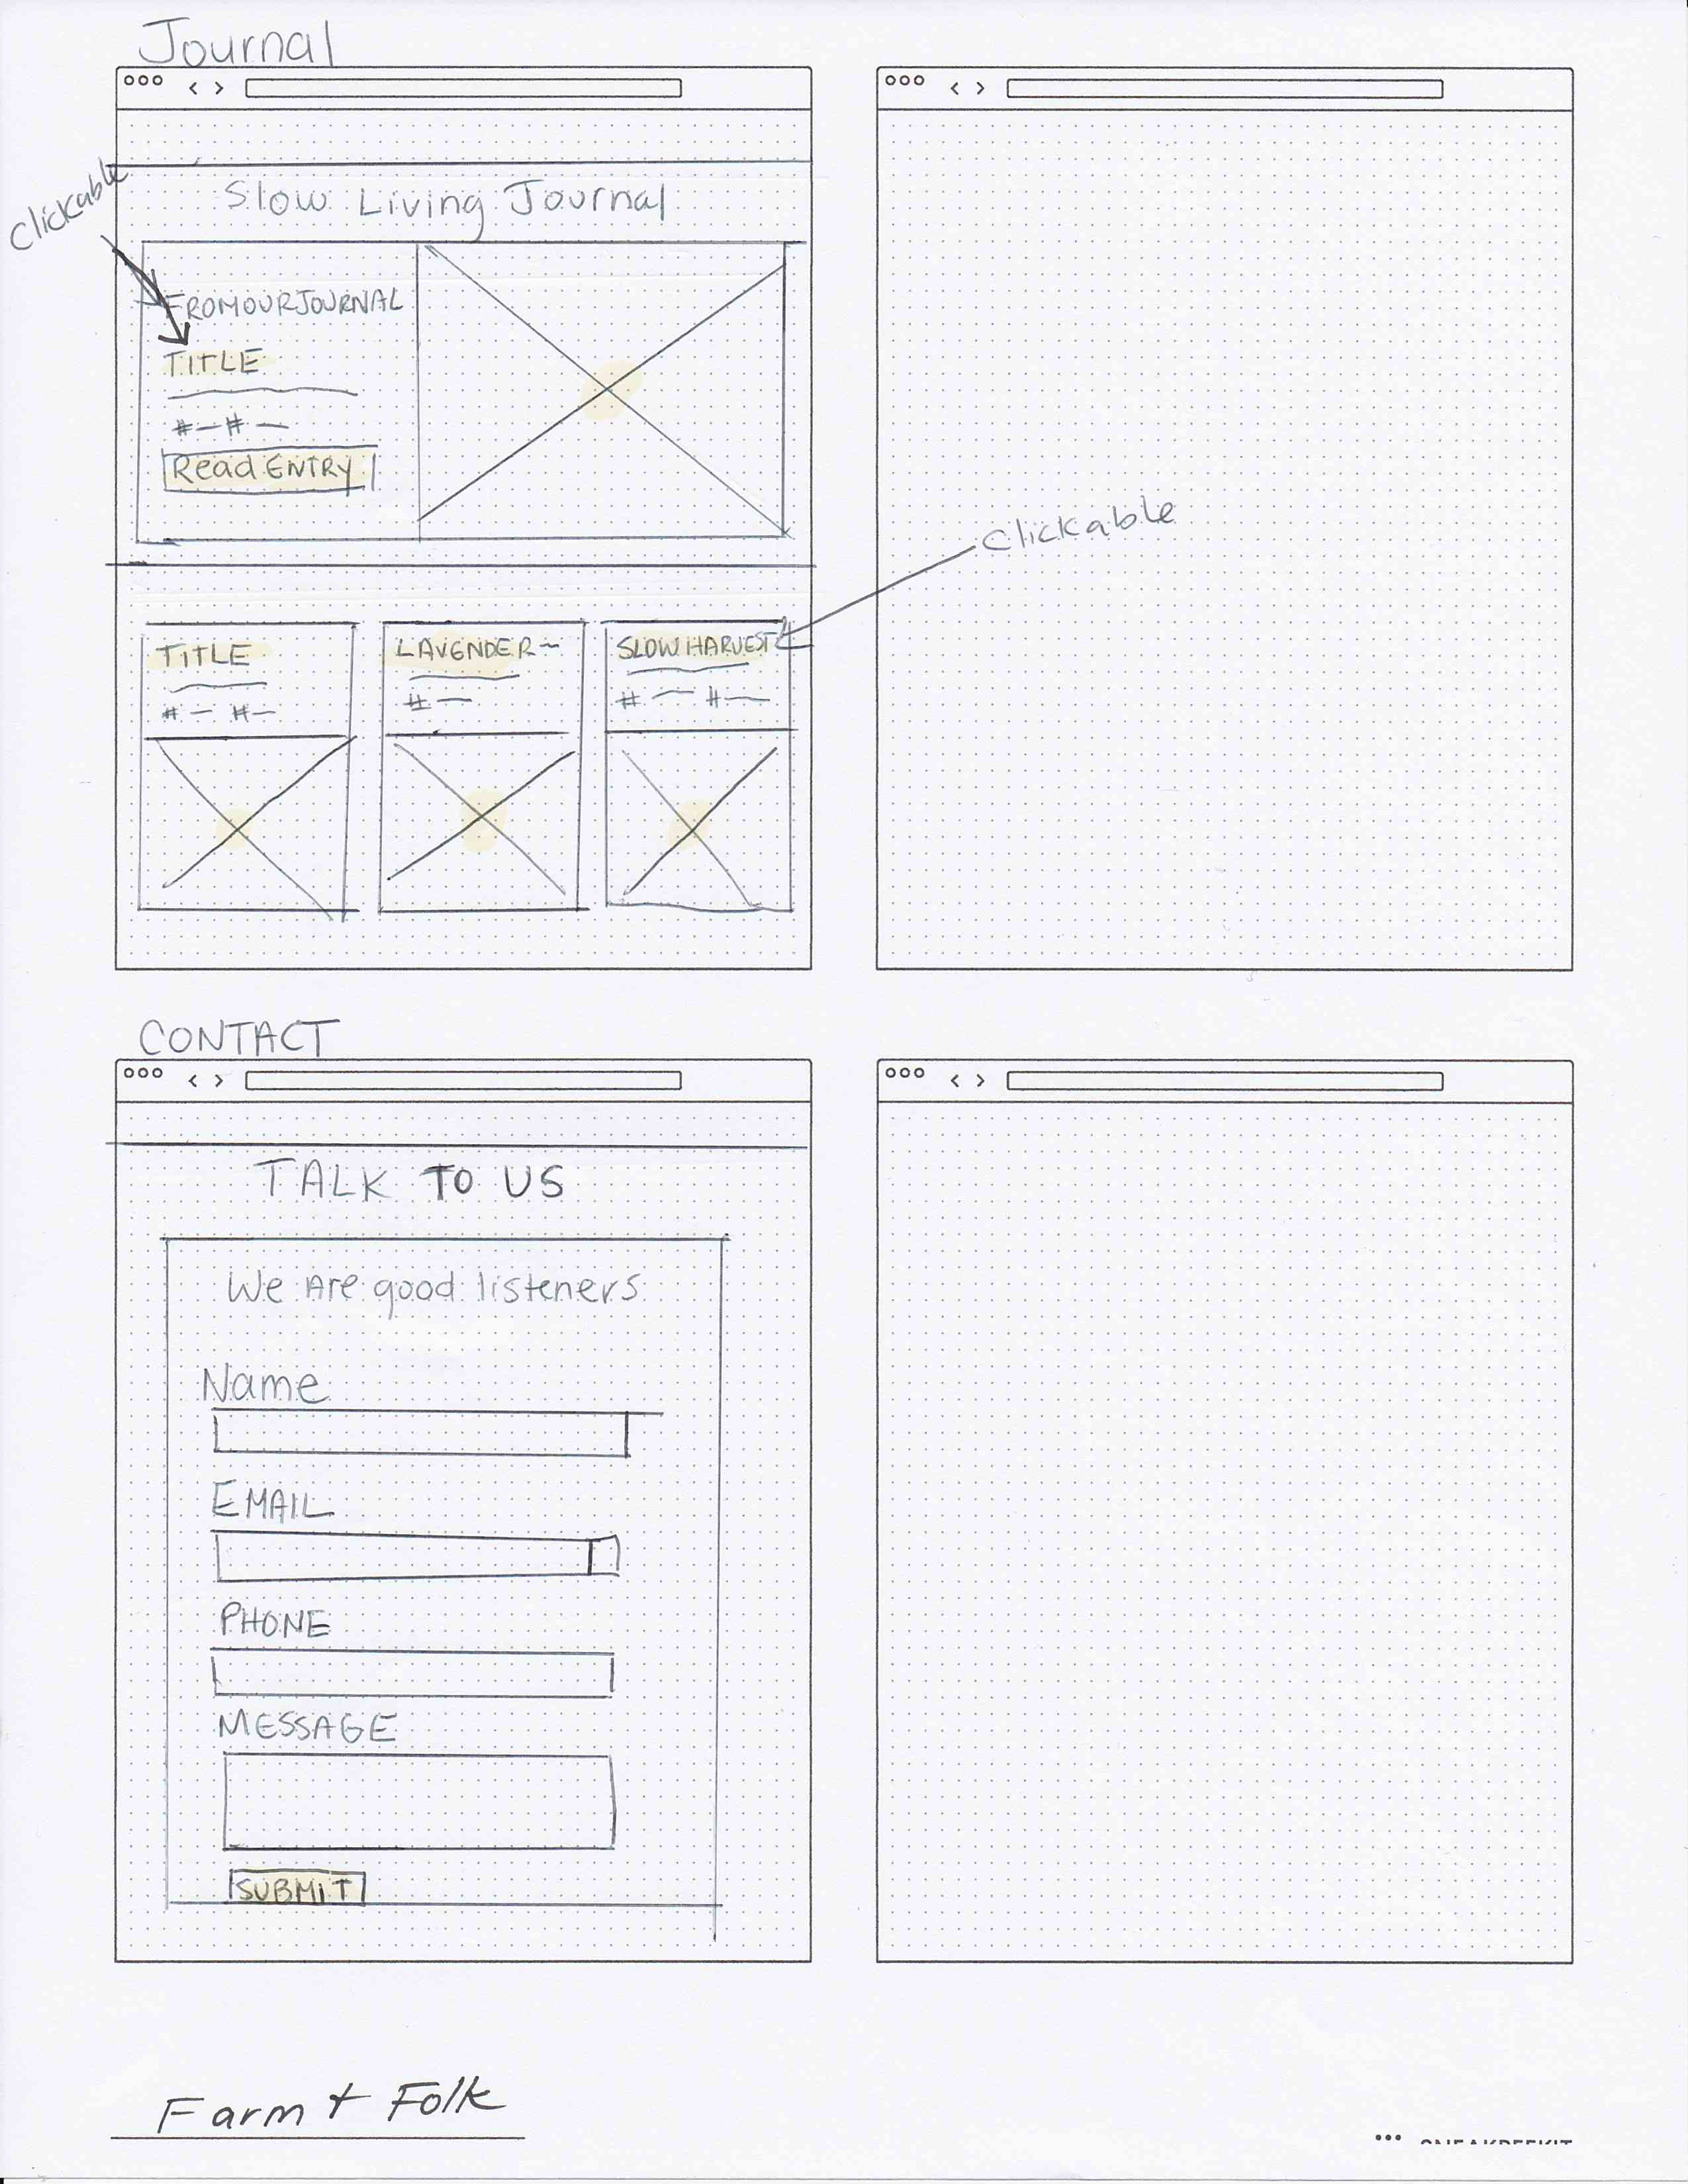 Journal
Clickable
Slow Living Journal
FROM OUR JOURNAL
TITLE
# — # —
Read ENTRY
Clickable
TITLE
# — # —
LAVENDER ~
# —
SLOW HARVEST
# — # —
CONTACT
TALK TO US
We Are good listeners
Name
EMAIL
PHONE
MESSAGE
SUBMIT
Farm + Folk